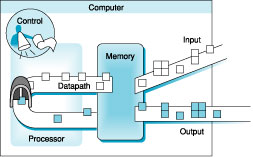 Computer
Control
Input
Memory
Datapath
Processor
Output